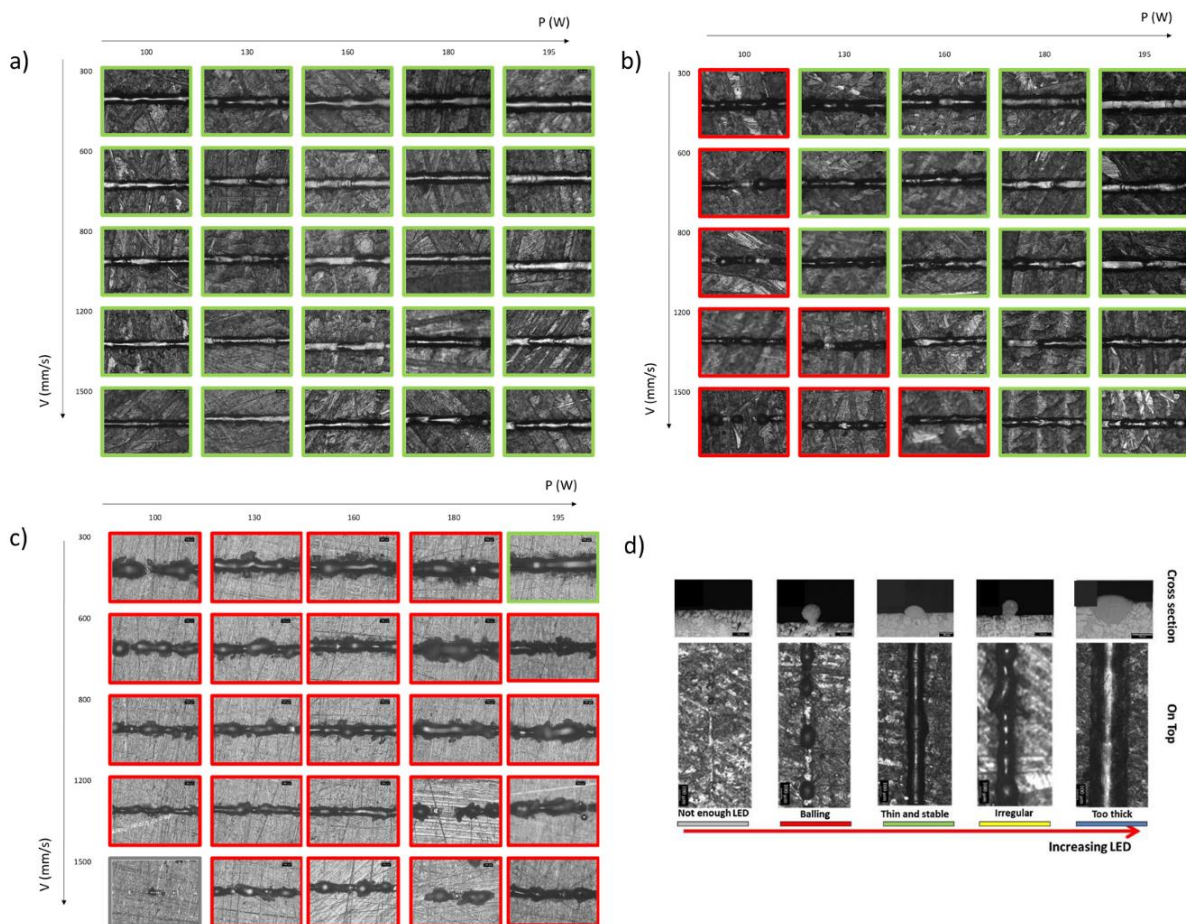 a)
P (W)
100 130 160 180 195
300
600
800
1200
1500
V (mm/s)
b)
P (W)
100 130 160 180 195
300
600
800
1200
1500
V (mm/s)
c)
P (W)
100 130 160 180 195
300
600
800
1200
1500
V (mm/s)
d)
Cross section
On Top
Not enough LED
Balling
Thin and stable
Irregular
Too thick
Increasing LED